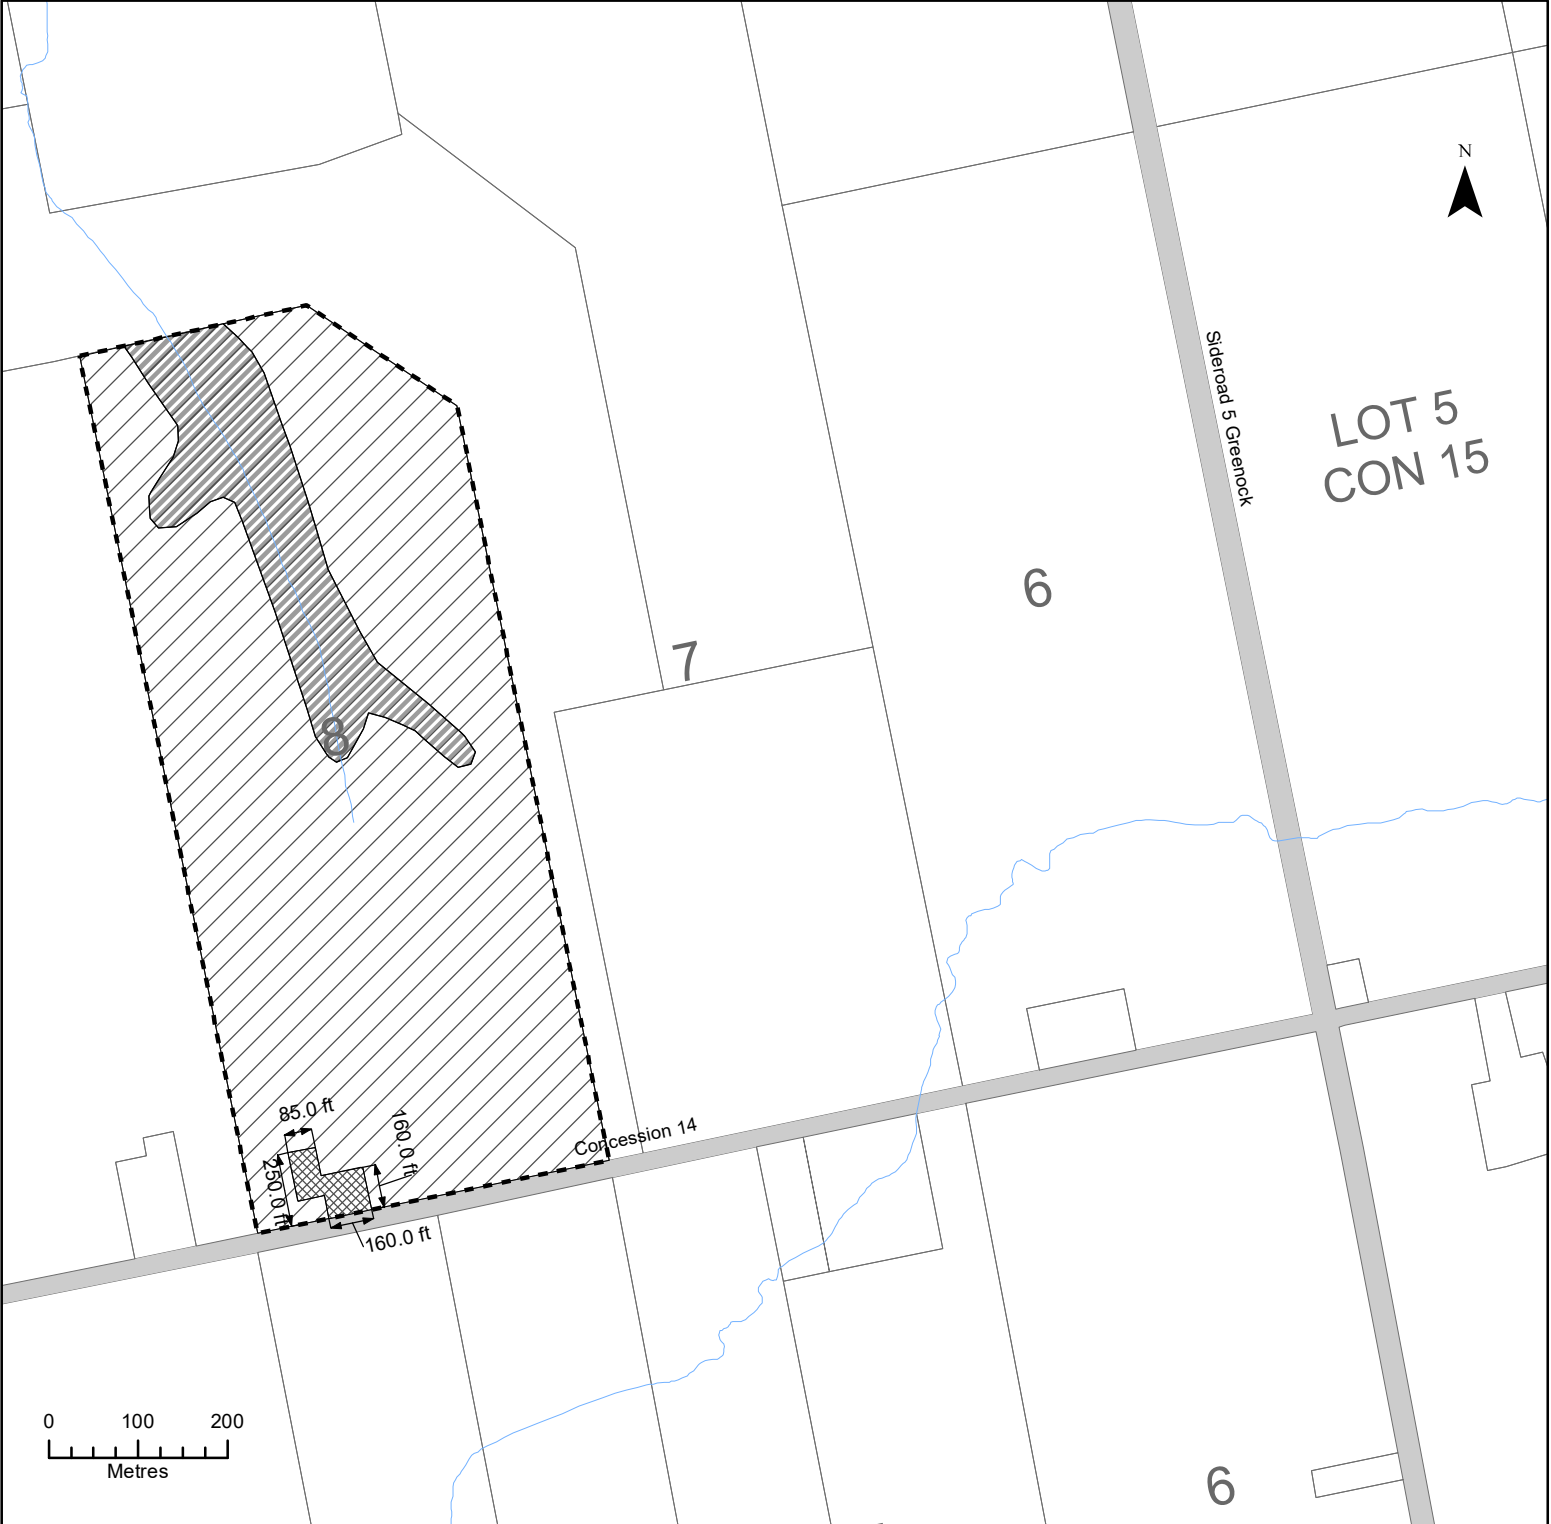 N
Sideroad 5 Greenock
LOT 5
CON 15
6
7
8
85.0 ft
160.0 ft
250.0 ft
Concession 14
160.0 ft
0 100 200
Metres
6